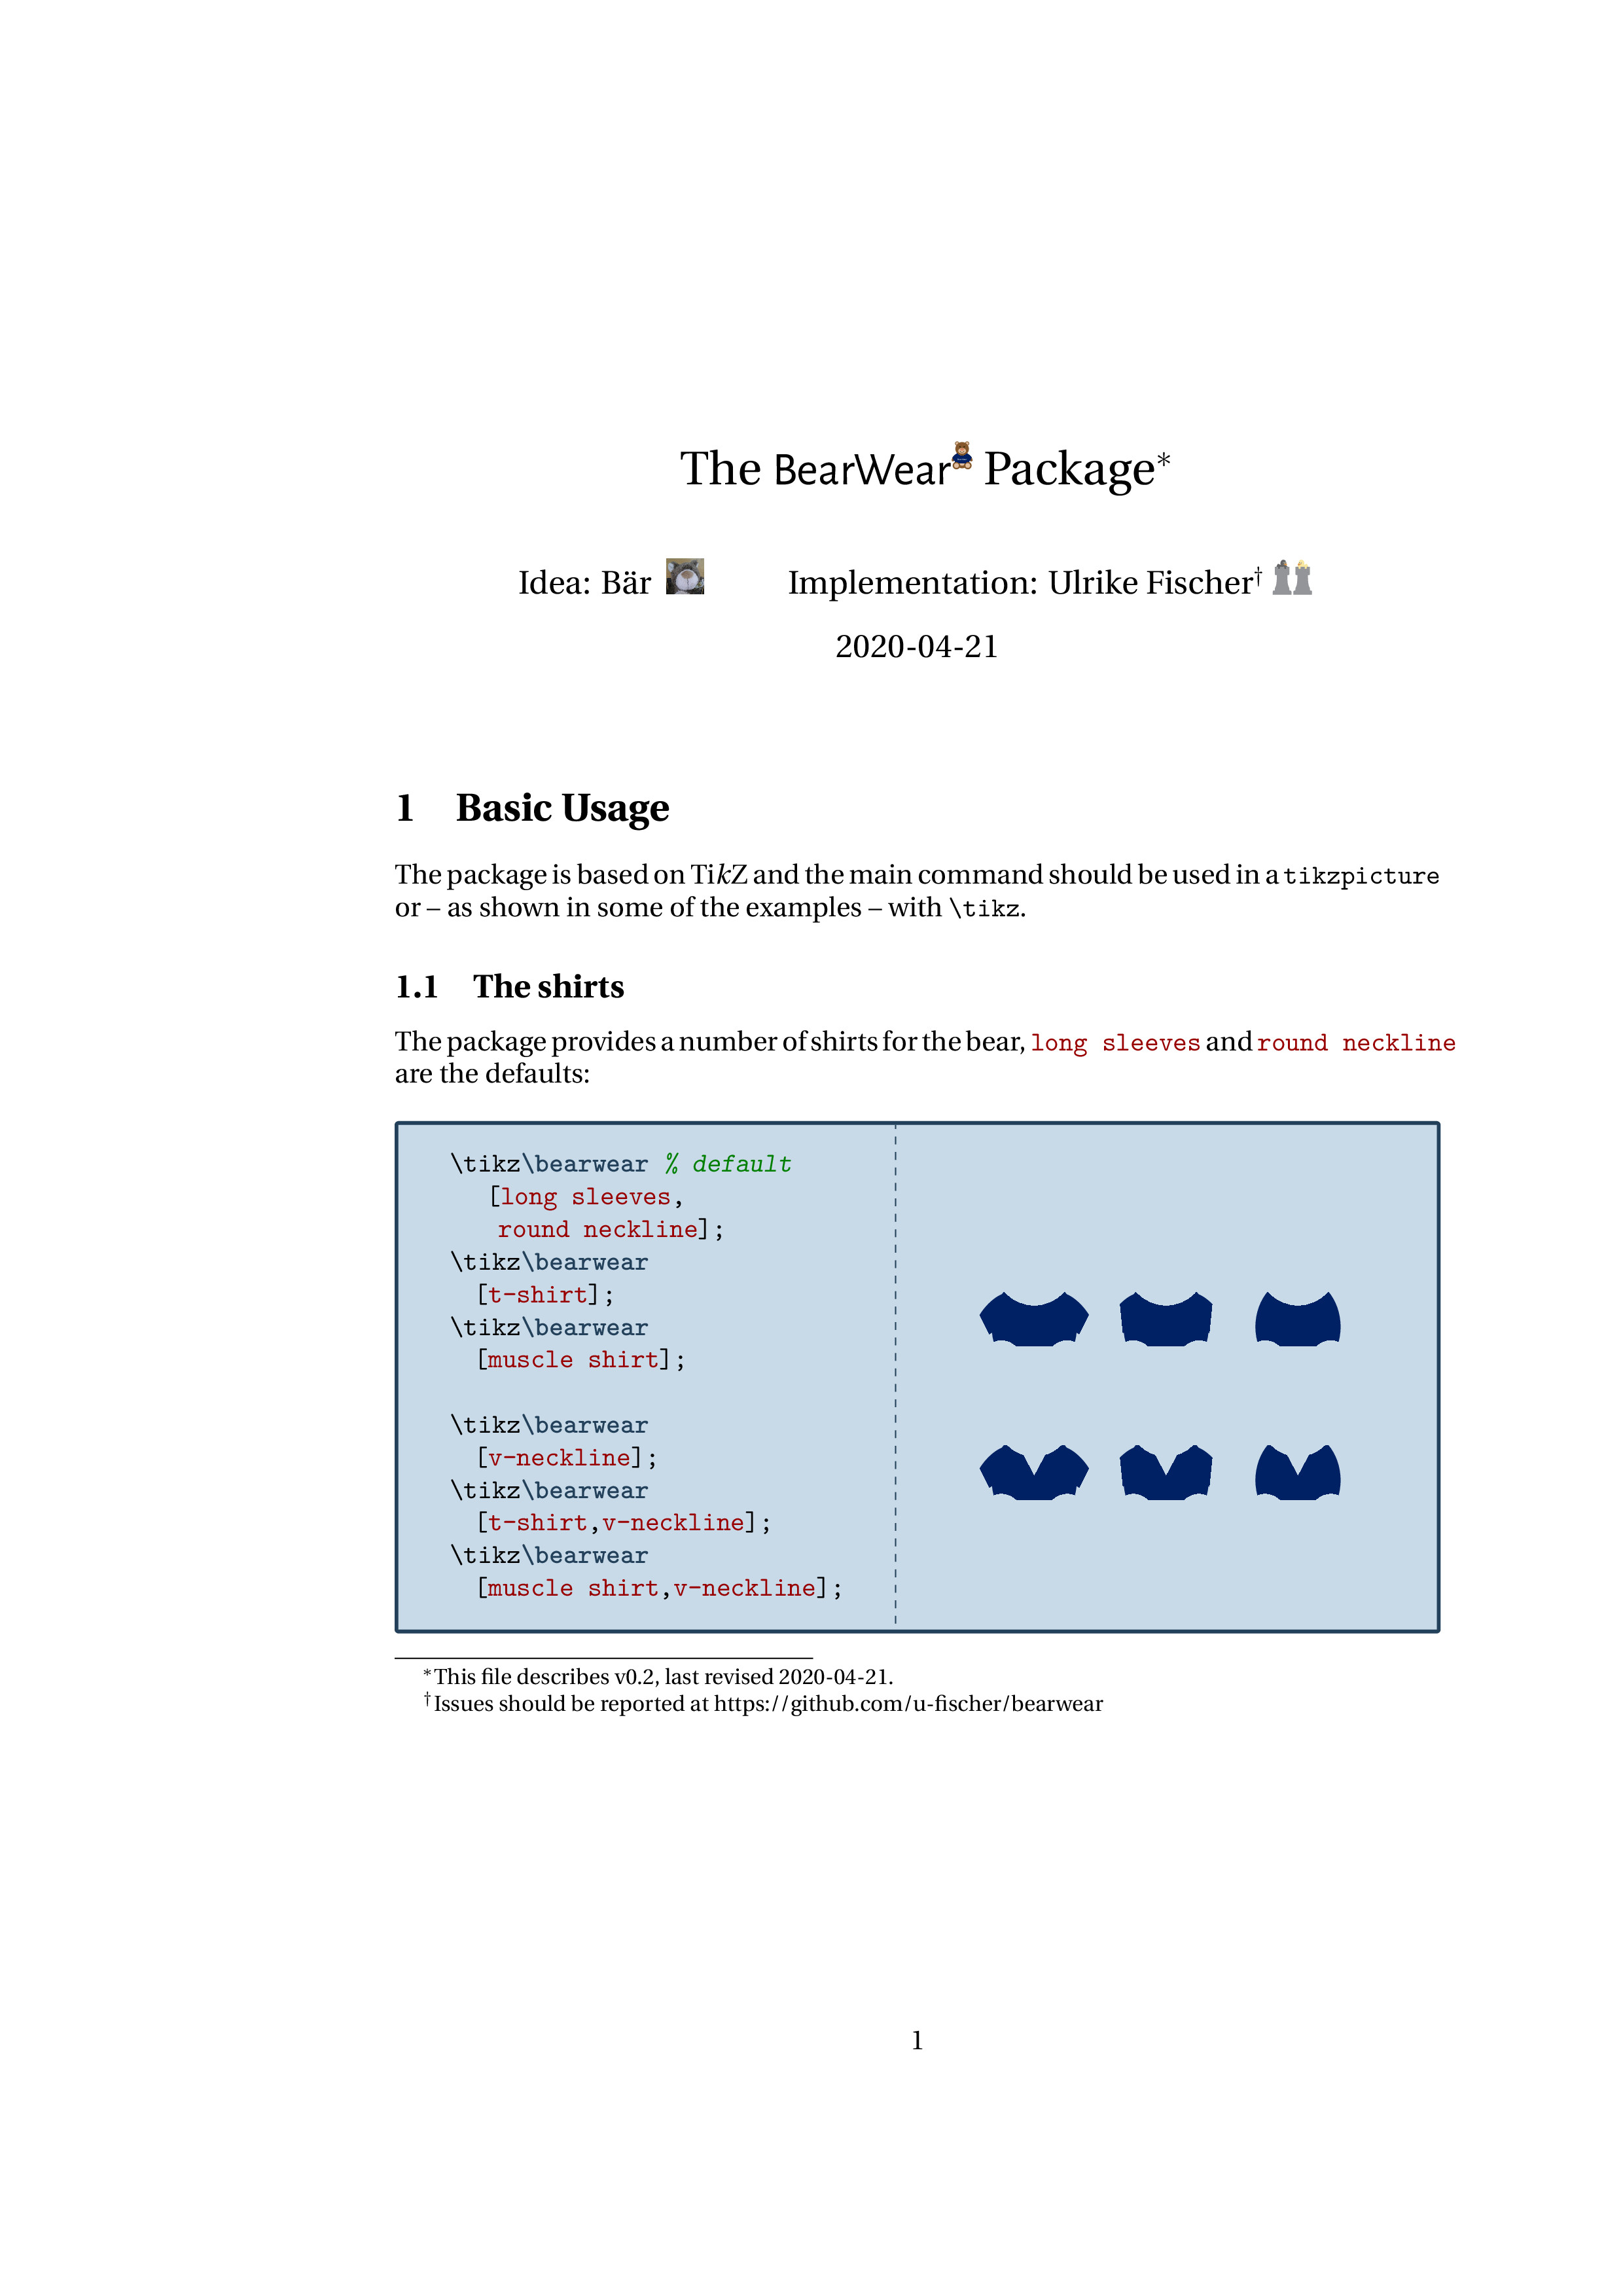 The BearWear Package*
Idea: Bär Implementation: Ulrike Fischer†
2020-04-21
1 Basic Usage
The package is based on TikZ and the main command should be used in a tikzpicture
or – as shown in some of the examples – with \tikz.
1.1 The shirts
The package provides a number of shirts for the bear, long sleeves and round neckline
are the defaults:
\tikz\bearwear % default
[long sleeves,
round neckline];
\tikz\bearwear
[t-shirt];
\tikz\bearwear
[muscle shirt];
\tikz\bearwear
[v-neckline];
\tikz\bearwear
[t-shirt,v-neckline];
\tikz\bearwear
[muscle shirt,v-neckline];
*This file describes v0.2, last revised 2020-04-21.
†Issues should be reported at https://github.com/u-fischer/bearwear
1